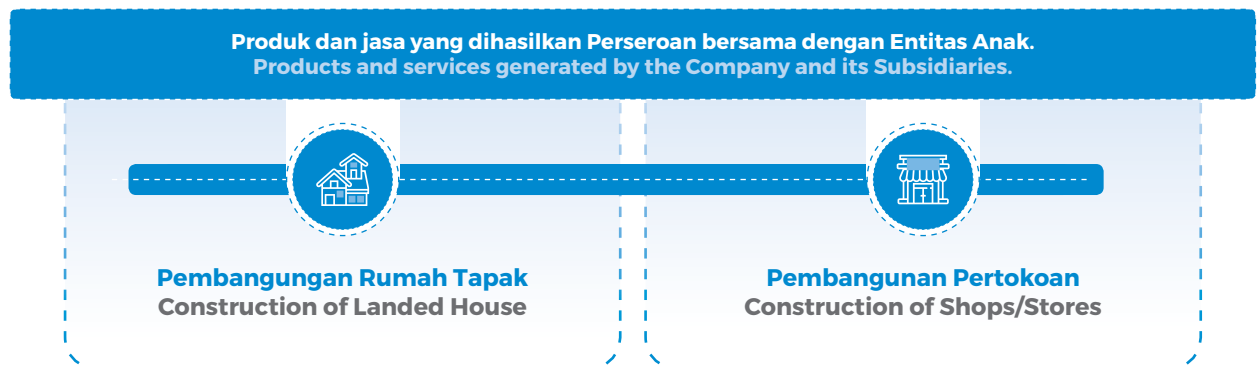 Produk dan jasa yang dihasilkan Perseroan bersama dengan Entitas Anak.
Products and services generated by the Company and its Subsidiaries.
Pembangungan Rumah Tapak
Construction of Landed House
Pembangunan Pertokoan
Construction of Shops/Stores